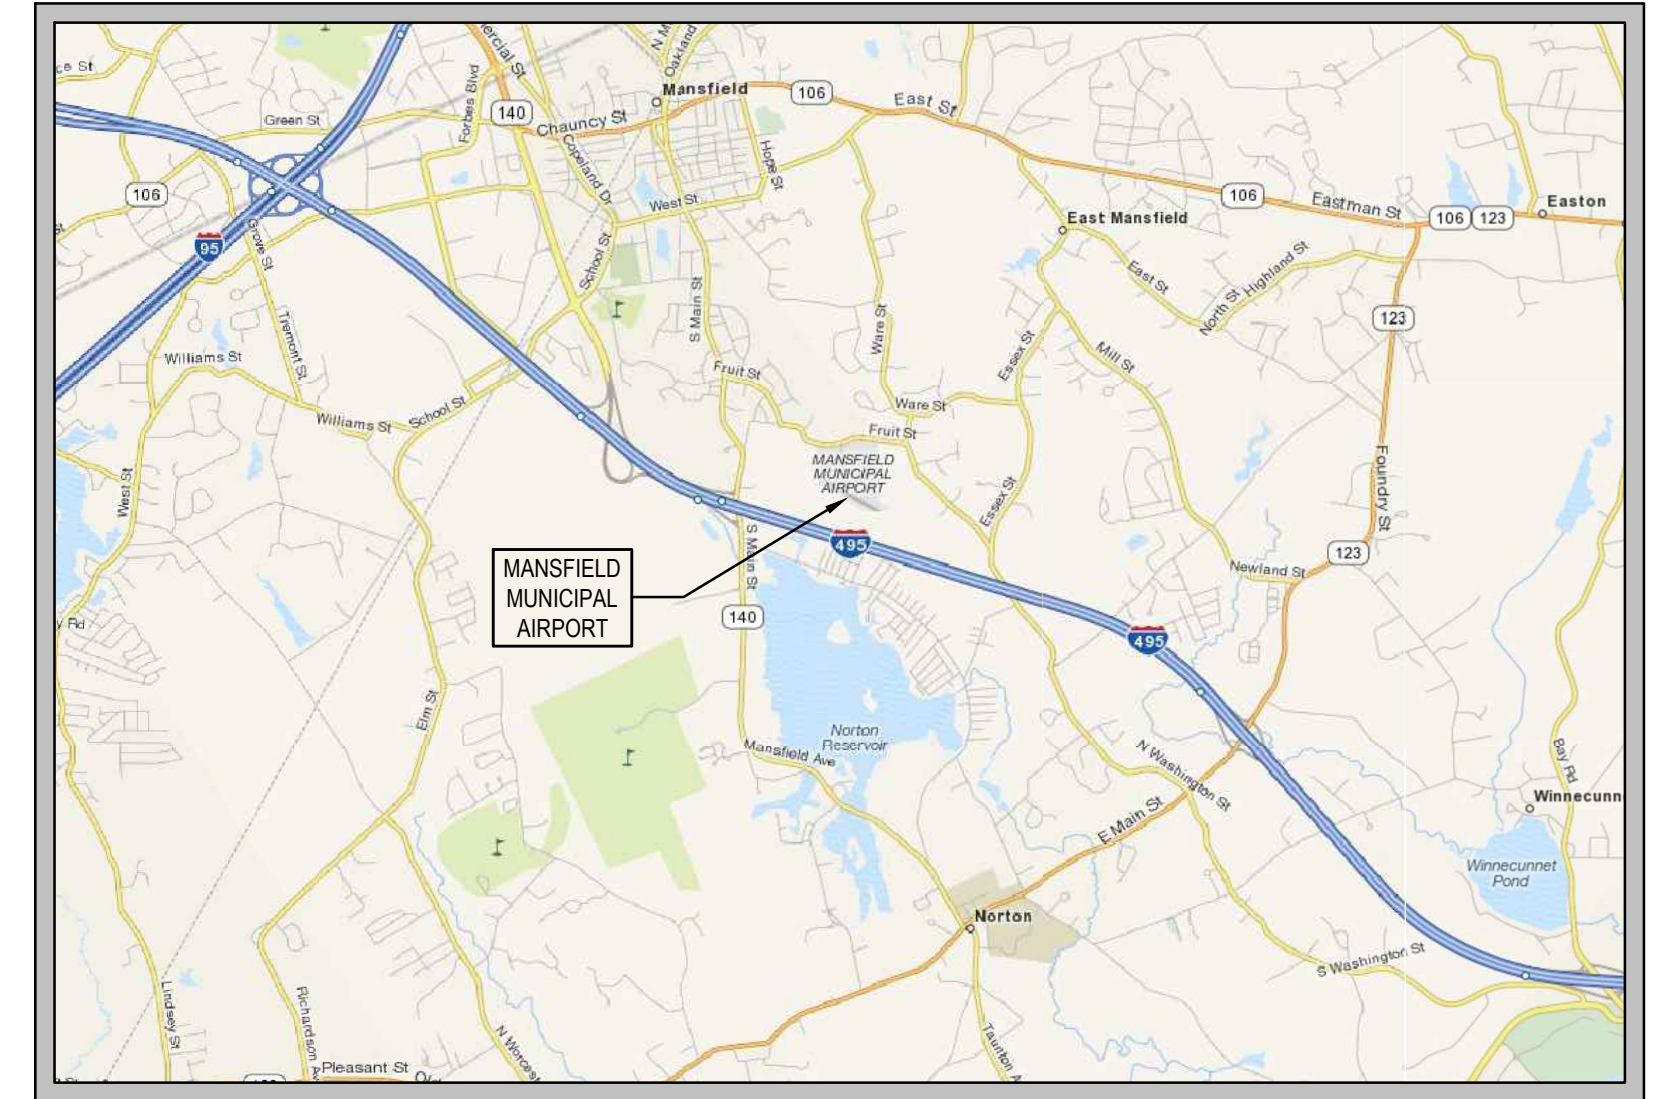 Oakland
Mansfield
106
East St
Forbes Blvd
Green St
140
Chauncy St
Copeland Dr
Hope St
106
West St
106
Eastman St
106
123
Easton
East Mansfield
95
Grove St
School St
East St
Highland St
North St
S Main St
Ware St
123
Tremont St
Williams St
Essex St
Mill St
Fruit St
School St
Williams St
Ware St
Fruit St
MANSFIELD
MUNICIPAL
AIRPORT
West St
Foundry St
Essex St
S Main St
495
MANSFIELD
MUNICIPAL
AIRPORT
123
Newland St
140
495
Rd
Elm St
Norton
Reservoir
Mansfield Ave
N Washington St
Bay Rd
Winnecunn
E Main St
Winnecunnet
Pond
Norton
S Washington St
Lindsey St
Richardson A
N Worces
Taunton A
Pleasant St